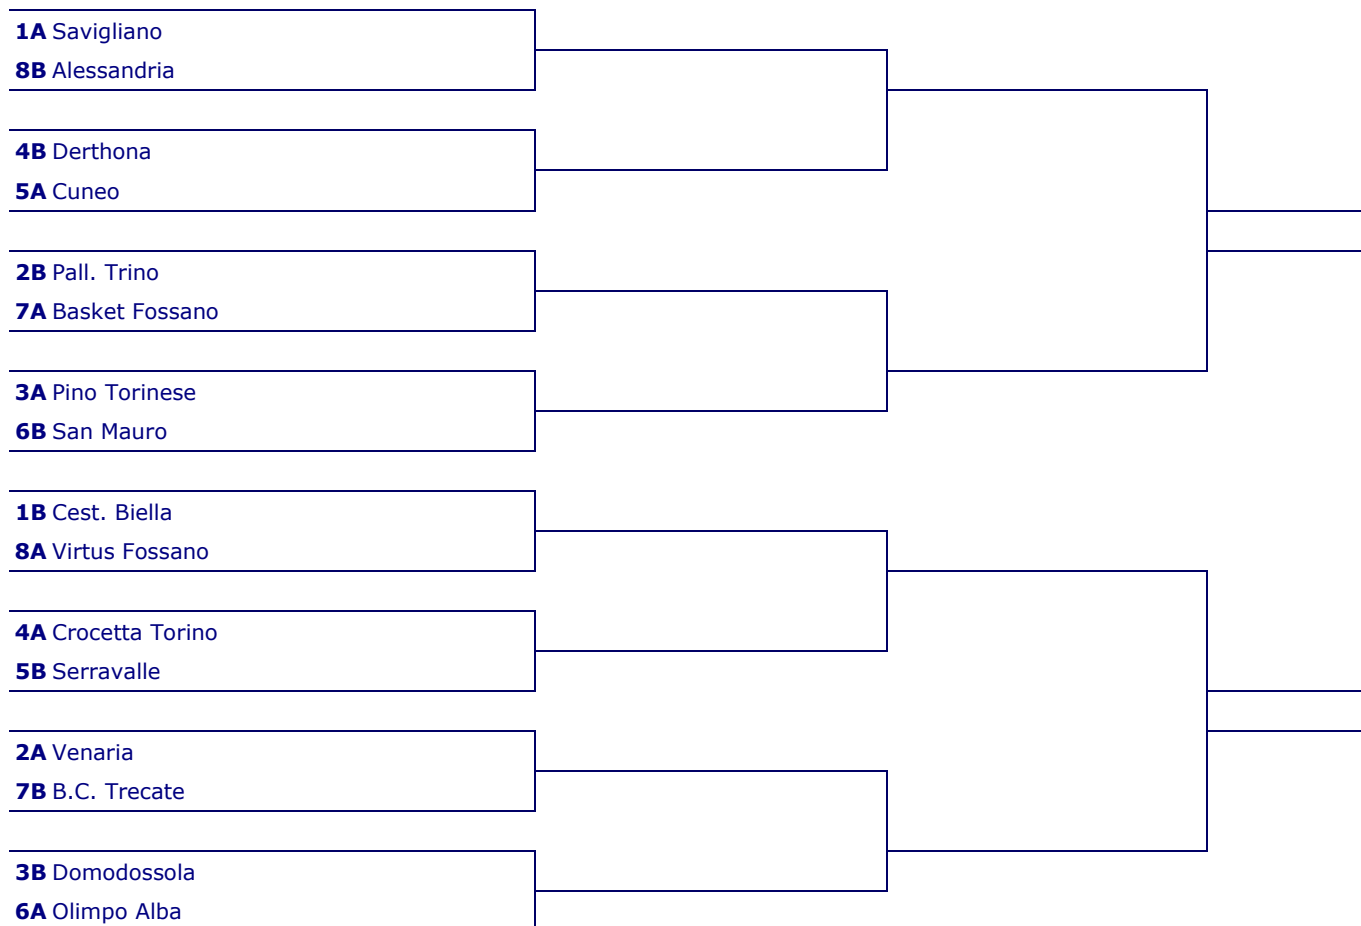 1A Savigliano
8B Alessandria
4B Derthona
5A Cuneo
2B Pall. Trino
7A Basket Fossano
3A Pino Torinese
6B San Mauro
1B Cest. Biella
8A Virtus Fossano
4A Crocetta Torino
5B Serravalle
2A Venaria
7B B.C. Trecate
3B Domodossola
6A Olimpo Alba